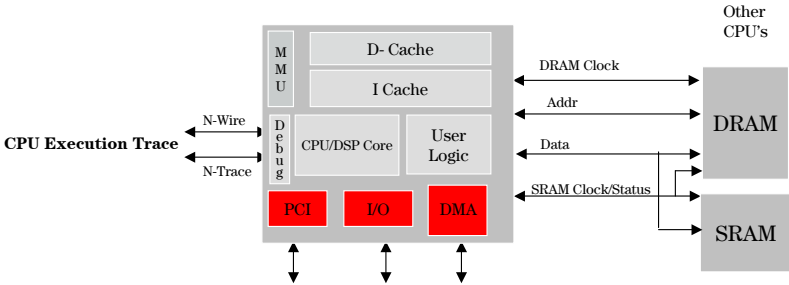 Other
CPU's
M
M
U
D- Cache
I Cache
DRAM Clock
Addr
Data
SRAM Clock/Status
DRAM
SRAM
CPU Execution Trace
N-Wire
N-Trace
D
e
b
u
g
CPU/DSP Core
User
Logic
PCI
I/O
DMA